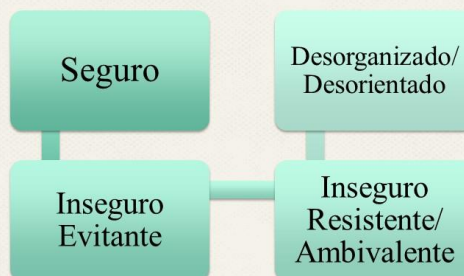 Seguro
Inseguro
Evitante
Inseguro
Resistente/
Ambivalente
Desorganizado/
Desorientado